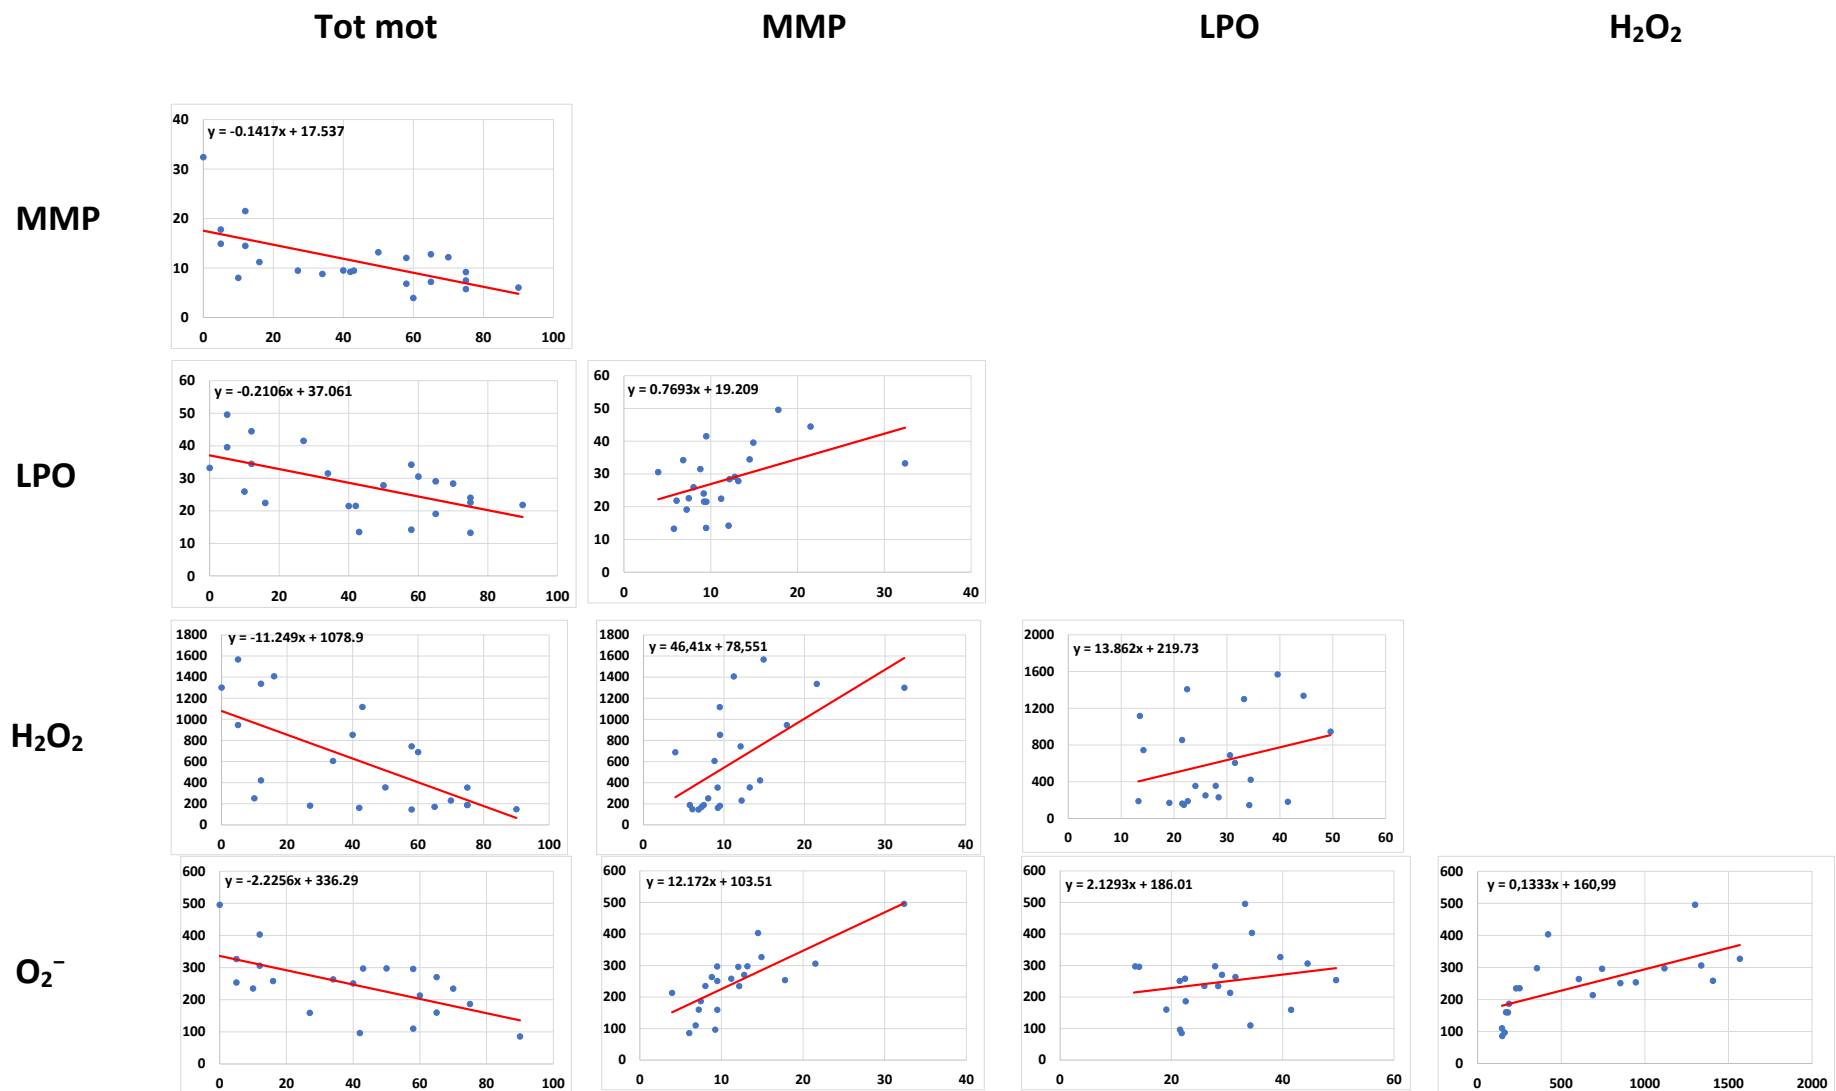 Tot mot MMP LPO H₂O₂
MMP
y = -0.1417x + 17.537
40
30
20
10
0
0 20 40 60 80 100
LPO
y = -0.2106x + 37.061
60
50
40
30
20
10
0
0 20 40 60 80 100
y = 0.7693x + 19.209
60
50
40
30
20
10
0
0 10 20 30 40
H₂O₂
y = -11.249x + 1078.9
1800
1600
1400
1200
1000
800
600
400
200
0
0 20 40 60 80 100
y = 46,41x + 78,551
1800
1600
1400
1200
1000
800
600
400
200
0
0 10 20 30 40
y = 13.862x + 219.73
2000
1600
1200
800
400
0
0 10 20 30 40 50 60
O₂⁻
y = -2.2256x + 336.29
600
500
400
300
200
100
0
0 20 40 60 80 100
y = 12.172x + 103.51
600
500
400
300
200
100
0
0 10 20 30 40
y = 2.1293x + 186.01
600
500
400
300
200
100
0
0 20 40 60
y = 0,1333x + 160,99
600
500
400
300
200
100
0
0 500 1000 1500 2000